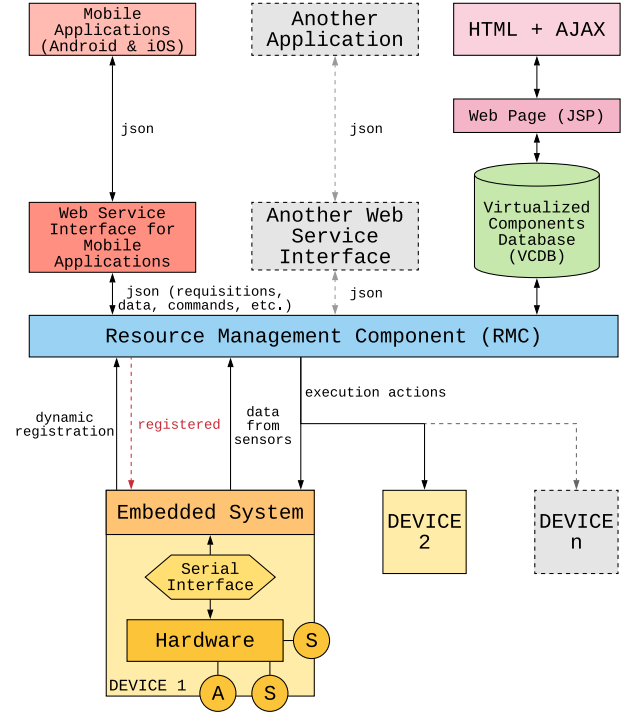 Mobile
Applications
(Android & iOS)
Another
Application
HTML + AJAX
json
json
Web Page (JSP)
Virtualized
Components
Database
(VCDB)
Web Service
Interface for
Mobile
Applications
Another Web
Service
Interface
json (requisitions,
data, commands, etc.)
json
Resource Management Component (RMC)
dynamic
registration
registered
data
from
sensors
execution actions
Embedded System
DEVICE
2
DEVICE
n
Serial
Interface
Hardware
S
DEVICE 1
A
S